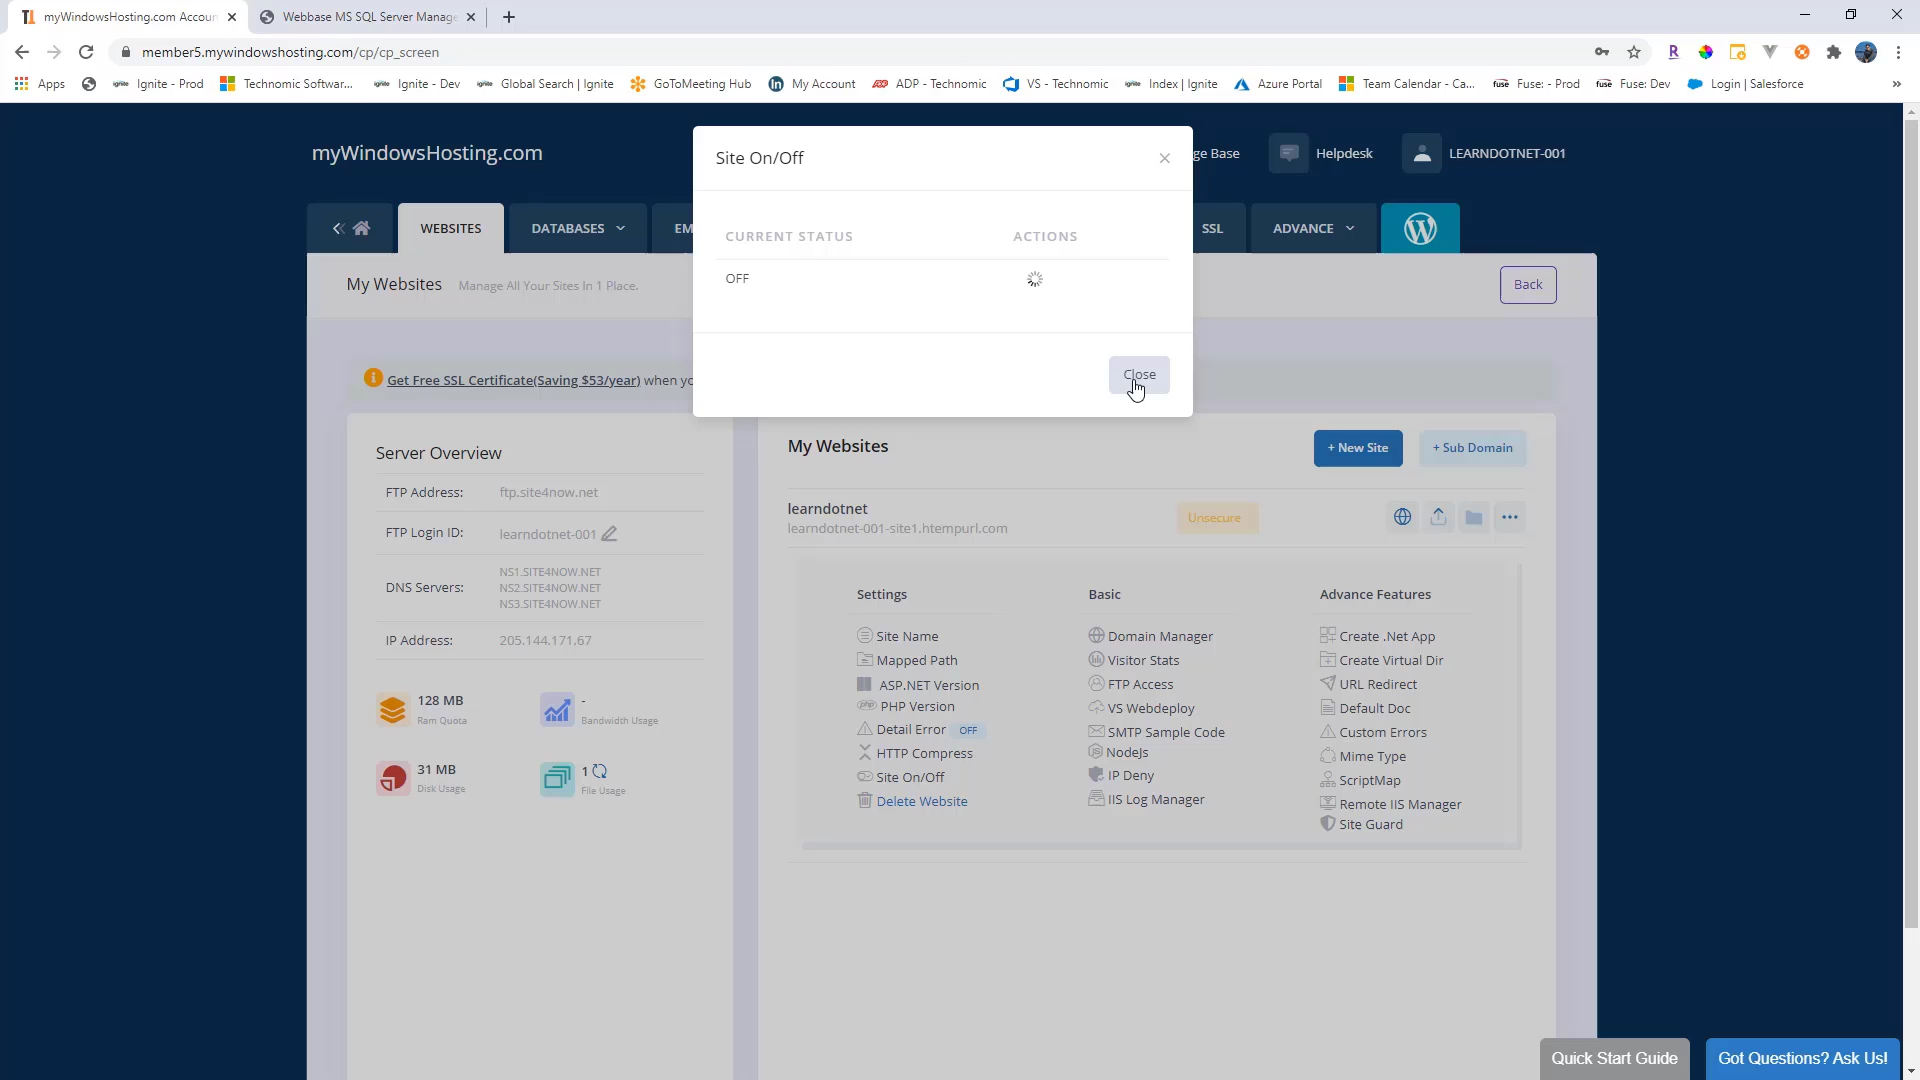 myWindowsHosting.com Accoun
Webbase MS SQL Server Manage
member5.mywindowshosting.com/cp/cp_screen
Apps
Ignite - Prod
Technomic Softwar...
Ignite - Dev
Global Search | Ignite
GoToMeeting Hub
My Account
ADP - Technomic
VS - Technomic
Index | Ignite
Azure Portal
Team Calendar - Ca...
Fuse: - Prod
Fuse: Dev
Login | Salesforce
myWindowsHosting.com
ge Base
Helpdesk
LEARNDOTNET-001
WEBSITES
DATABASES
EM
SSL
ADVANCE
Site On/Off
CURRENT STATUS
ACTIONS
OFF
Close
My Websites
Manage All Your Sites In 1 Place.
Back
Get Free SSL Certificate(Saving $53/year) when yo
Server Overview
FTP Address:
ftp.site4now.net
FTP Login ID:
learndotnet-001
DNS Servers:
NS1.SITE4NOW.NET
NS2.SITE4NOW.NET
NS3.SITE4NOW.NET
IP Address:
205.144.171.67
128 MB
Ram Quota
-
Bandwidth Usage
31 MB
Disk Usage
1
File Usage
My Websites
+ New Site
+ Sub Domain
learndotnet
learndotnet-001-site1.htempurl.com
Unsecure
Settings
Site Name
Mapped Path
ASP.NET Version
PHP Version
Detail Error OFF
HTTP Compress
Site On/Off
Delete Website
Basic
Domain Manager
Visitor Stats
FTP Access
VS Webdeploy
SMTP Sample Code
NodeJs
IP Deny
IIS Log Manager
Advance Features
Create .Net App
Create Virtual Dir
URL Redirect
Default Doc
Custom Errors
Mime Type
ScriptMap
Remote IIS Manager
Site Guard
Quick Start Guide
Got Questions? Ask Us!